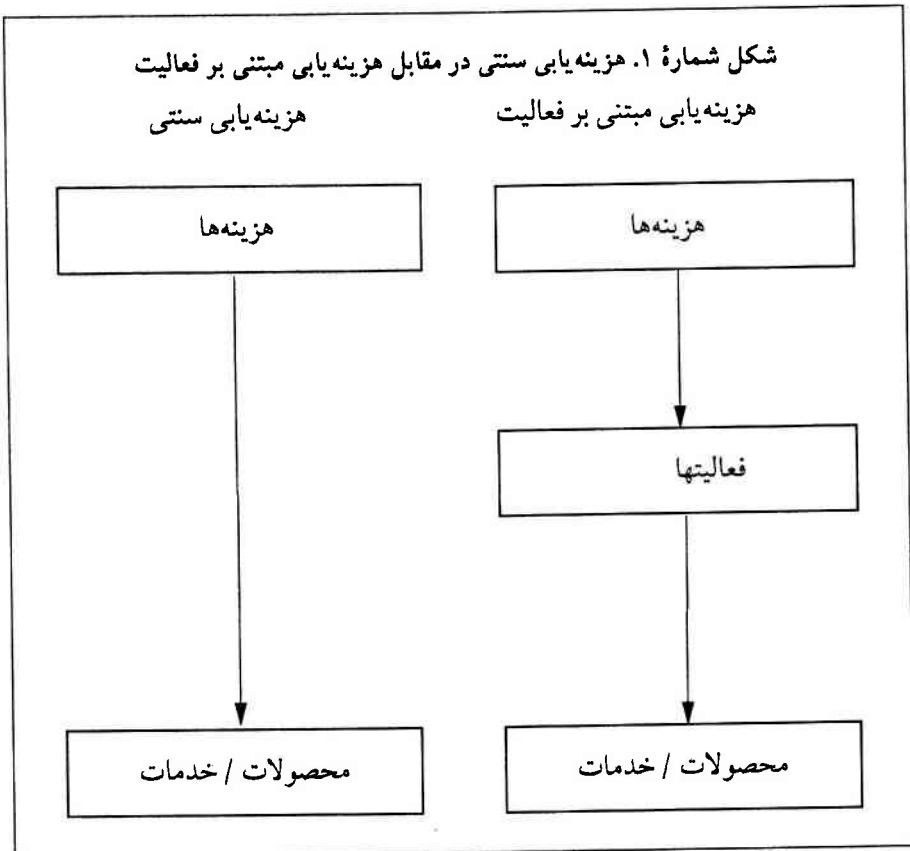 شکل شمارهٔ ۱. هزینه‌یابی سنتی در مقابل هزینه‌یابی مبتنی بر فعالیت
هزینه‌یابی مبتنی بر فعالیت
هزینه‌یابی سنتی
هزینه‌ها
هزینه‌ها
فعالیتها
محصولات / خدمات
محصولات / خدمات